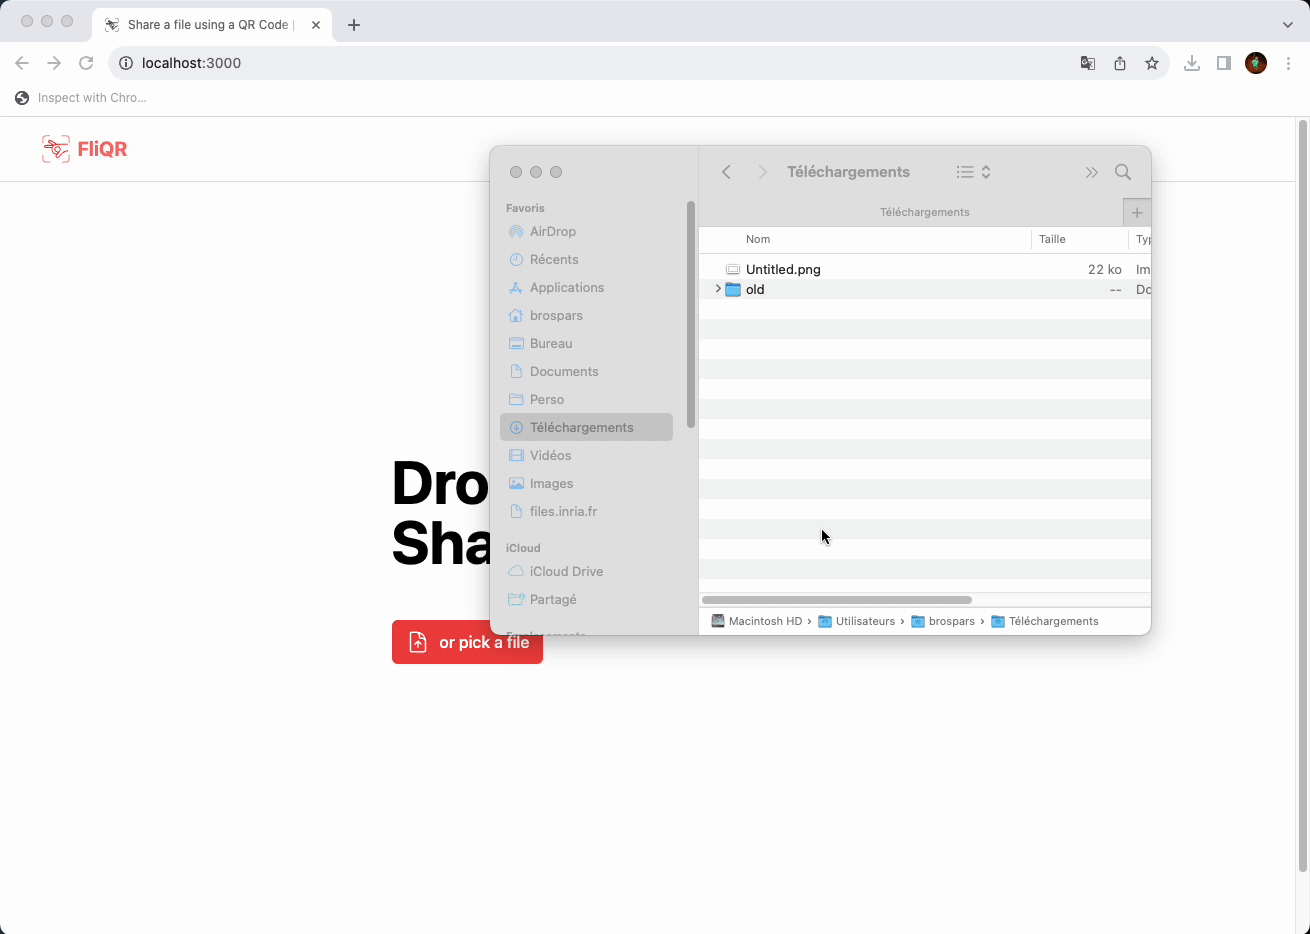 Share a file using a QR Code |
localhost:3000
Inspect with Chro...
FliQR
Téléchargements
Téléchargements
Favoris
AirDrop
Récents
Applications
brospars
Bureau
Documents
Perso
Téléchargements
Vidéos
Images
files.inria.fr
iCloud
iCloud Drive
Partagé
Nom
Taille
Typ
Untitled.png
22 ko
Im
old
--
Do
Macintosh HD › Utilisateurs › brospars › Téléchargements
Dro
Sha
or pick a file